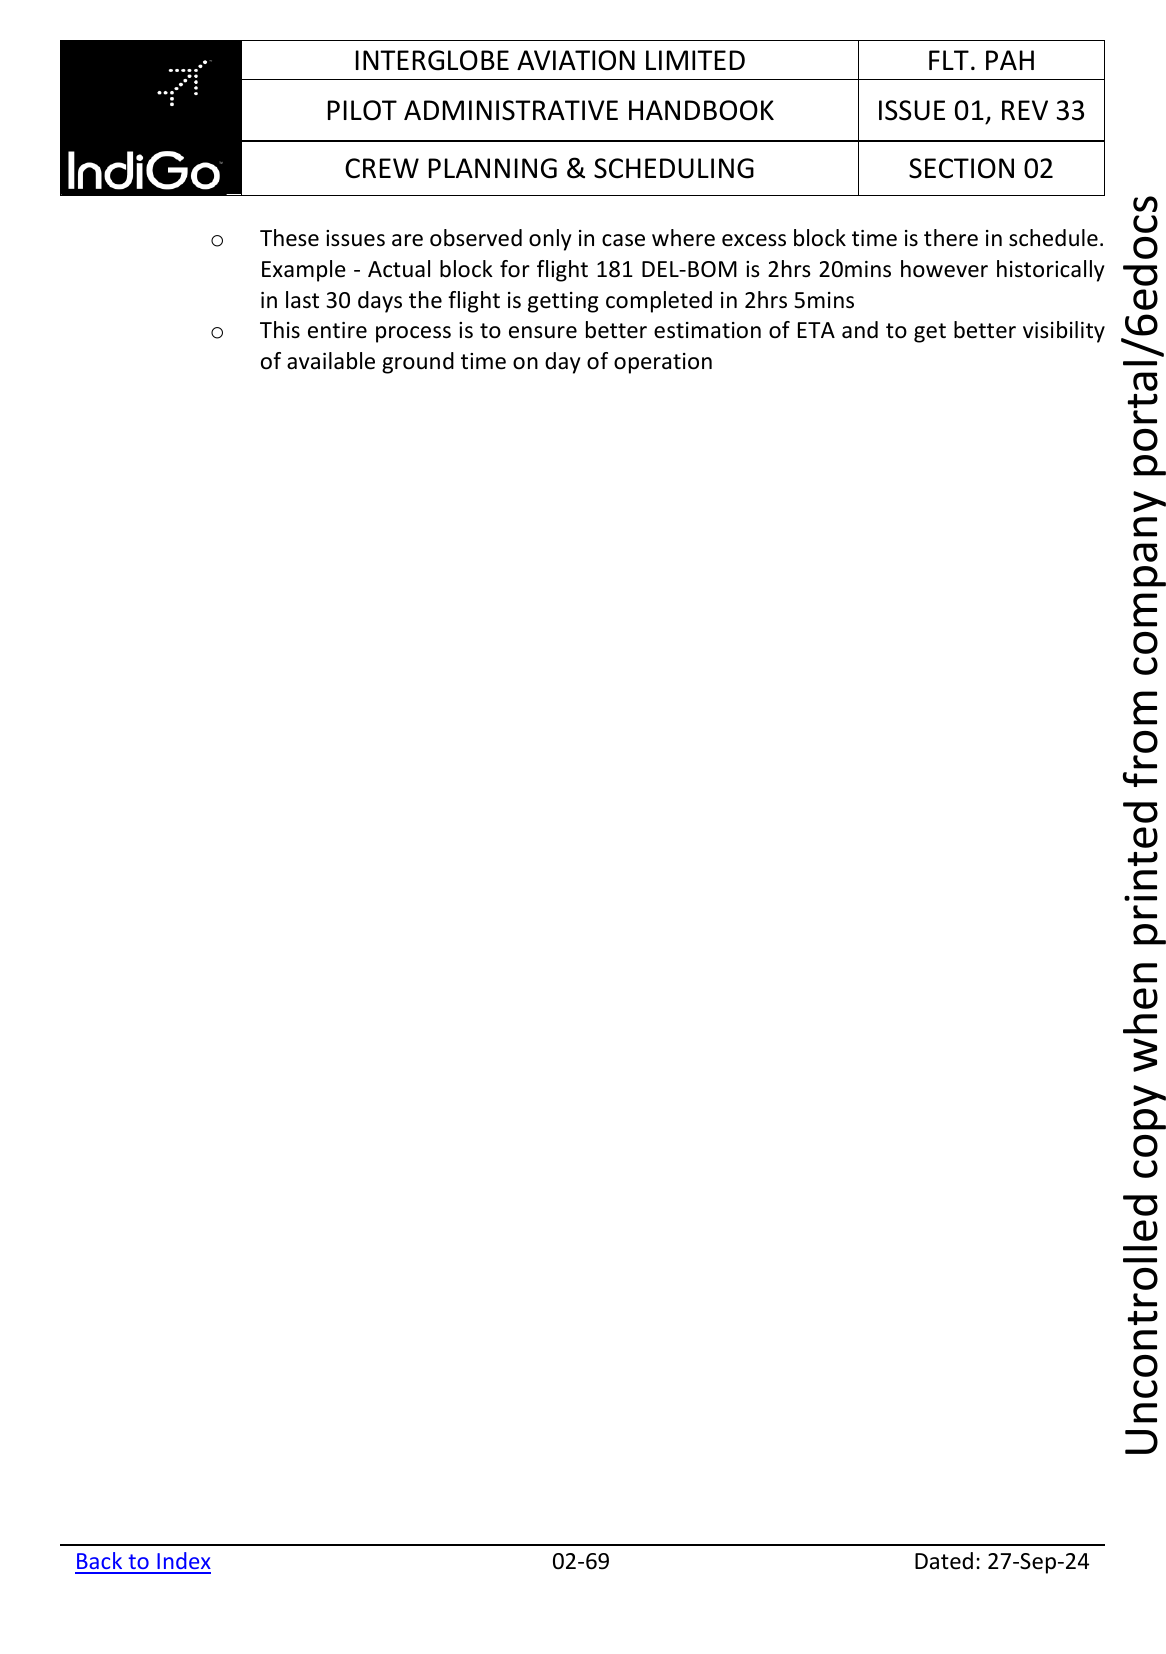 INTERGLOBE AVIATION LIMITED
FLT. PAH
PILOT ADMINISTRATIVE HANDBOOK
ISSUE 01, REV 33
IndiGo
CREW PLANNING & SCHEDULING
SECTION 02
o These issues are observed only in case where excess block time is there in schedule.
Example - Actual block for flight 181 DEL-BOM is 2hrs 20mins however historically
in last 30 days the flight is getting completed in 2hrs 5mins
o This entire process is to ensure better estimation of ETA and to get better visibility
of available ground time on day of operation
Uncontrolled copy when printed from company portal/6edocs
Back to Index
02-69
Dated: 27-Sep-24